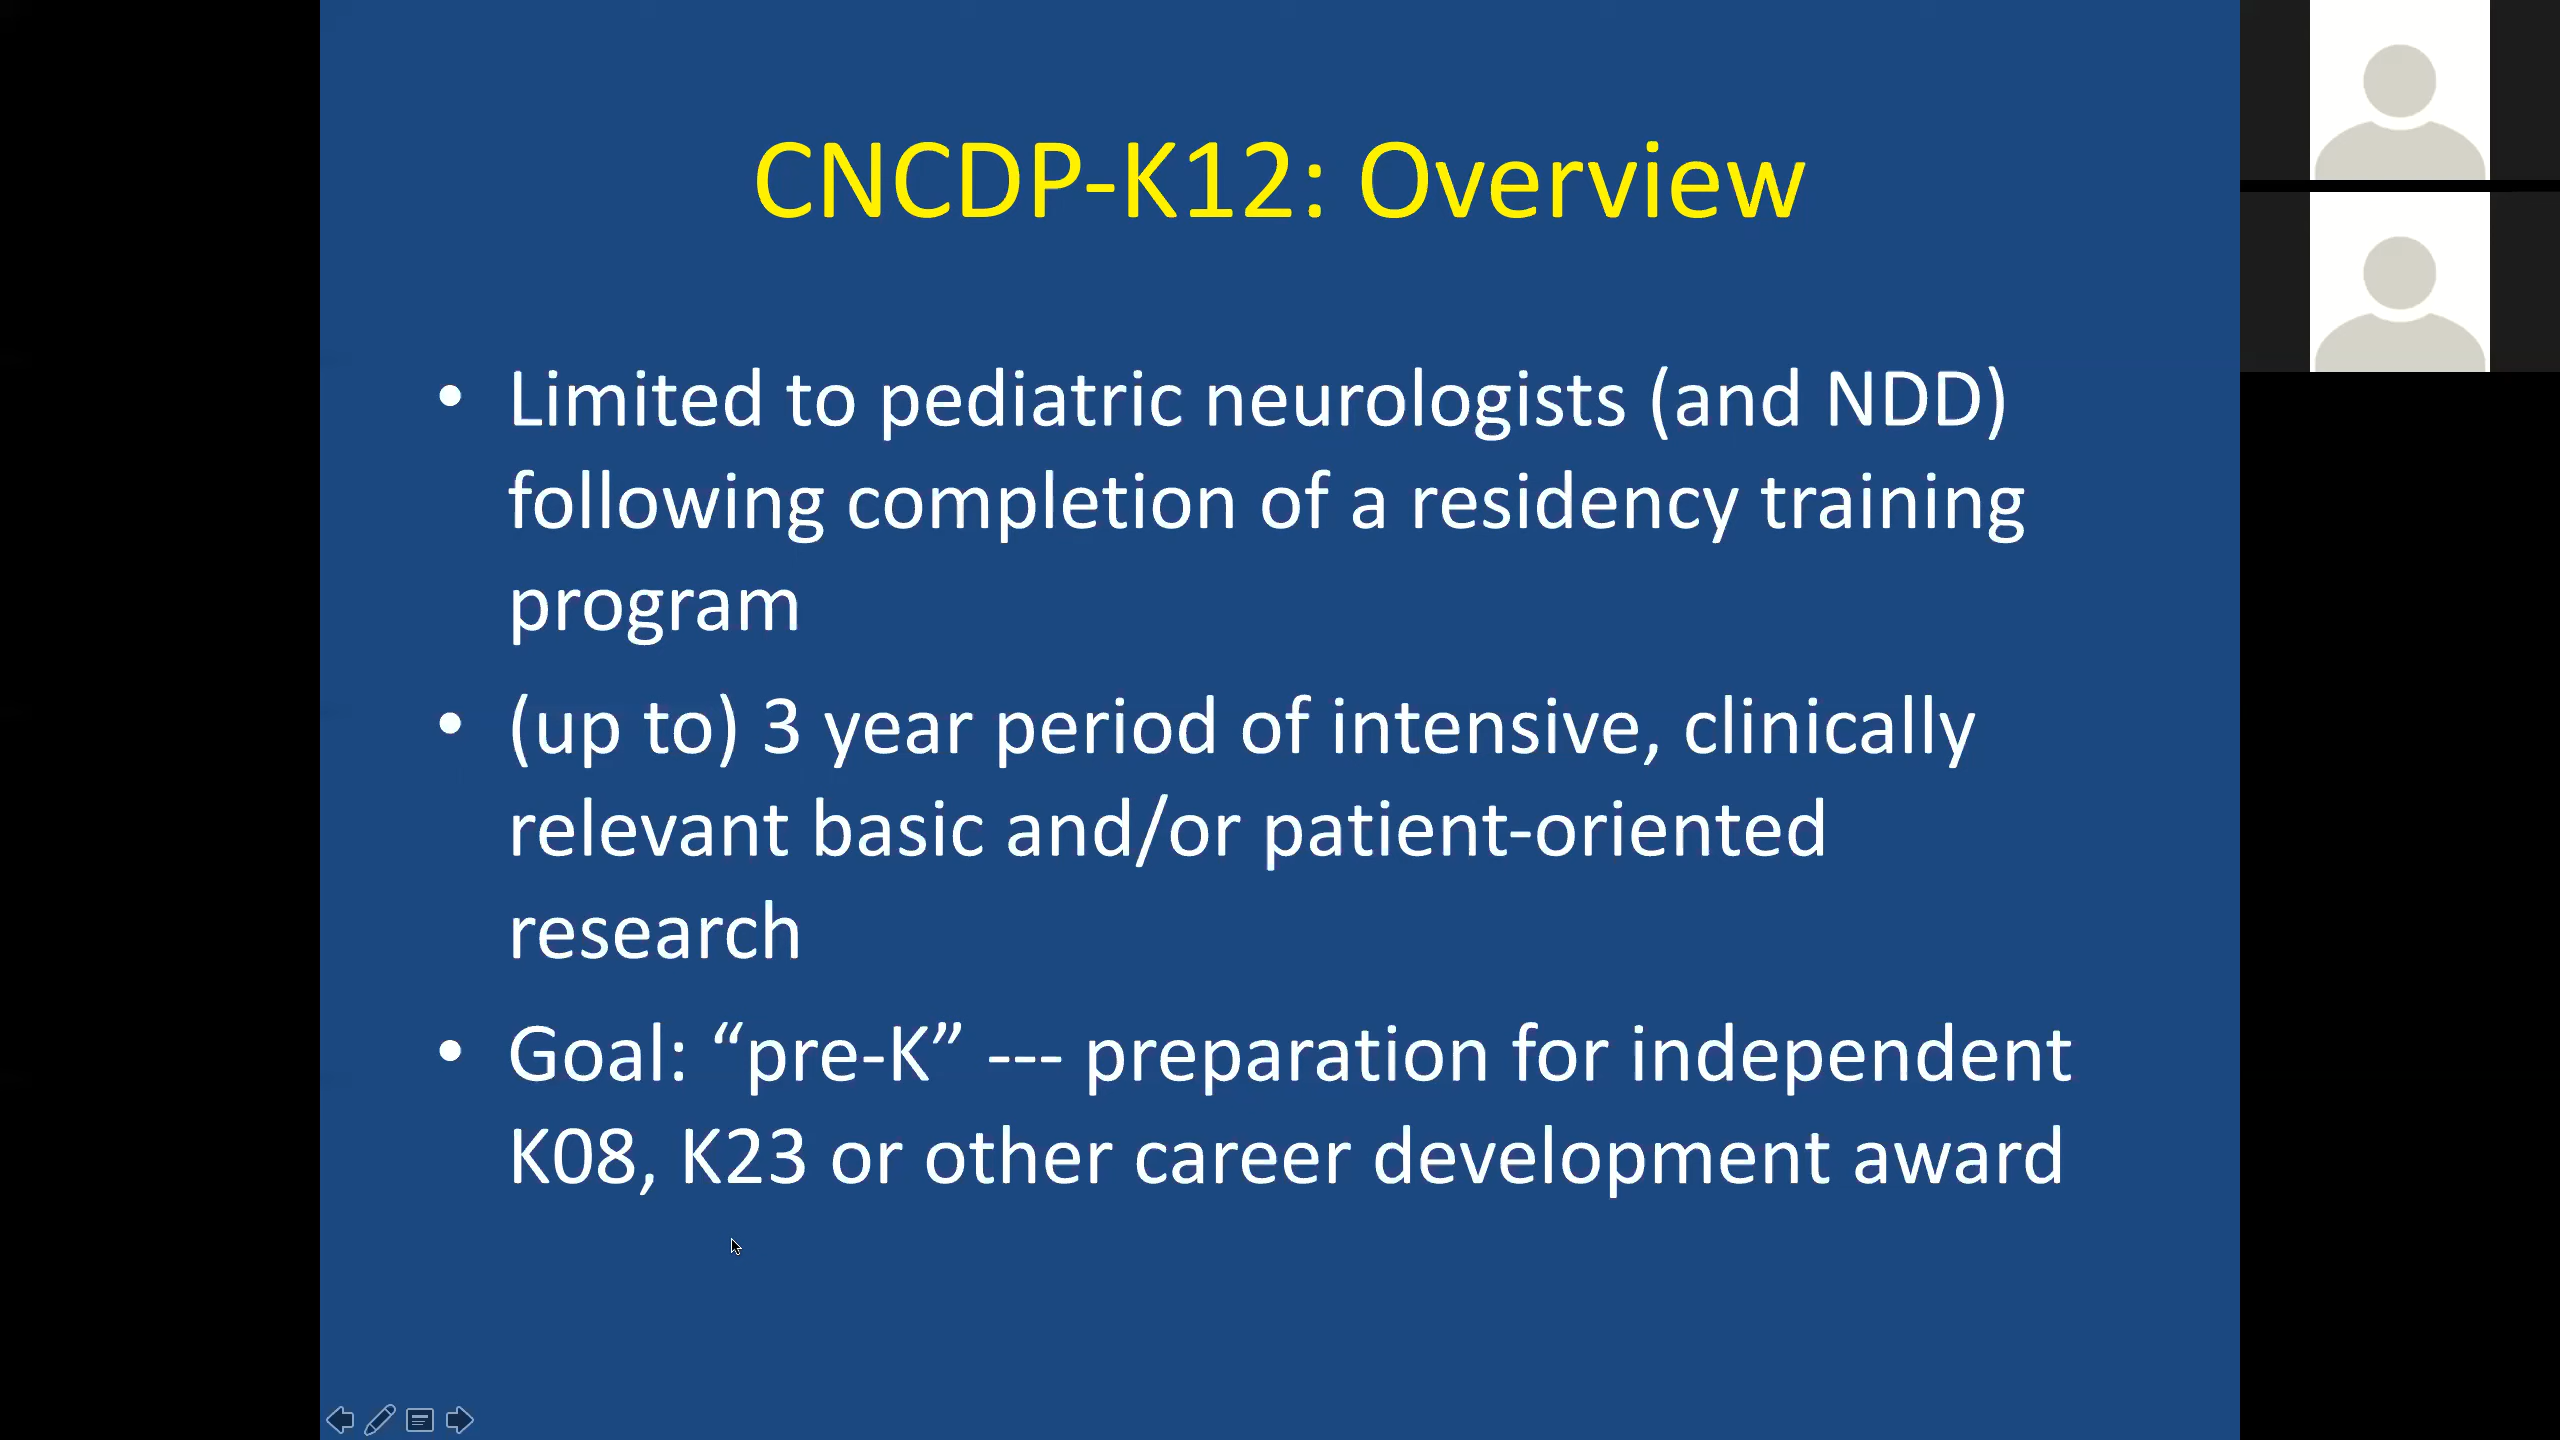 CNCDP-K12: Overview
• Limited to pediatric neurologists (and NDD)
following completion of a residency training
program
• (up to) 3 year period of intensive, clinically
relevant basic and/or patient-oriented
research
• Goal: “pre-K” --- preparation for independent
K08, K23 or other career development award